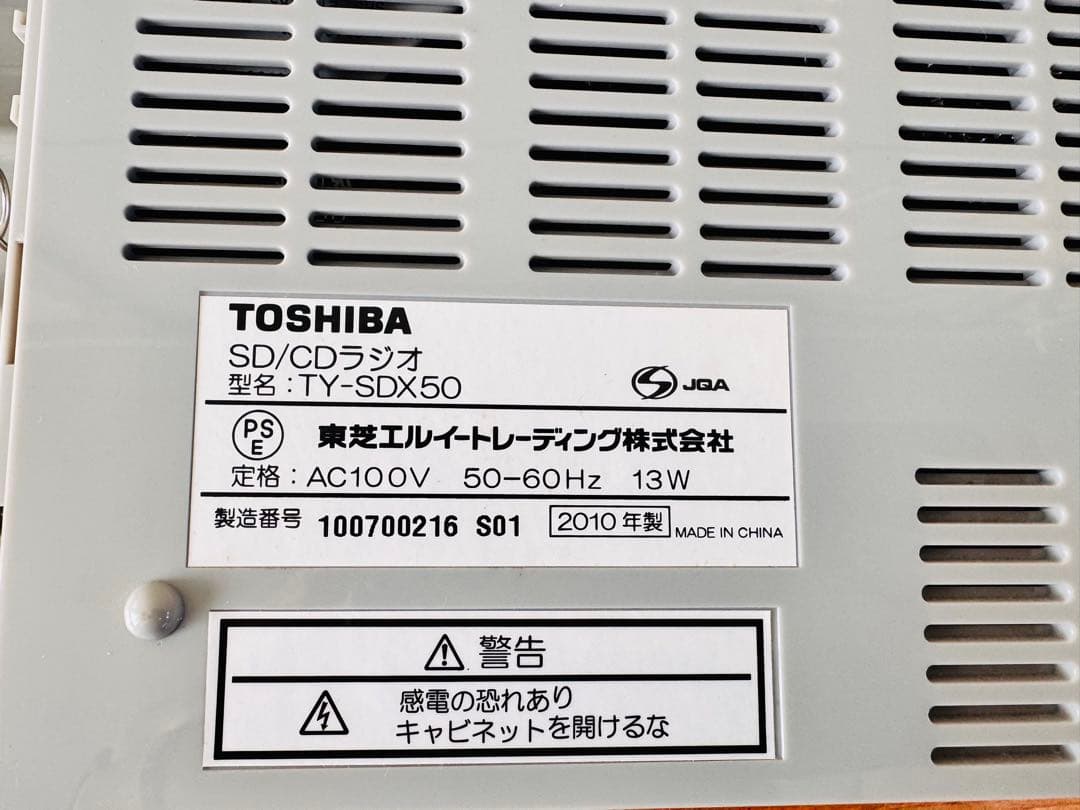 TOSHIBA
SD/CDラジオ
型名：TY-SDX50
JQA
PSE
東芝エルイートレーディング株式会社
定格：AC100V 50-60Hz 13W
製造番号 100700216 S01 2010年製 MADE IN CHINA
警告
感電の恐れあり
キャビネットを開けるな